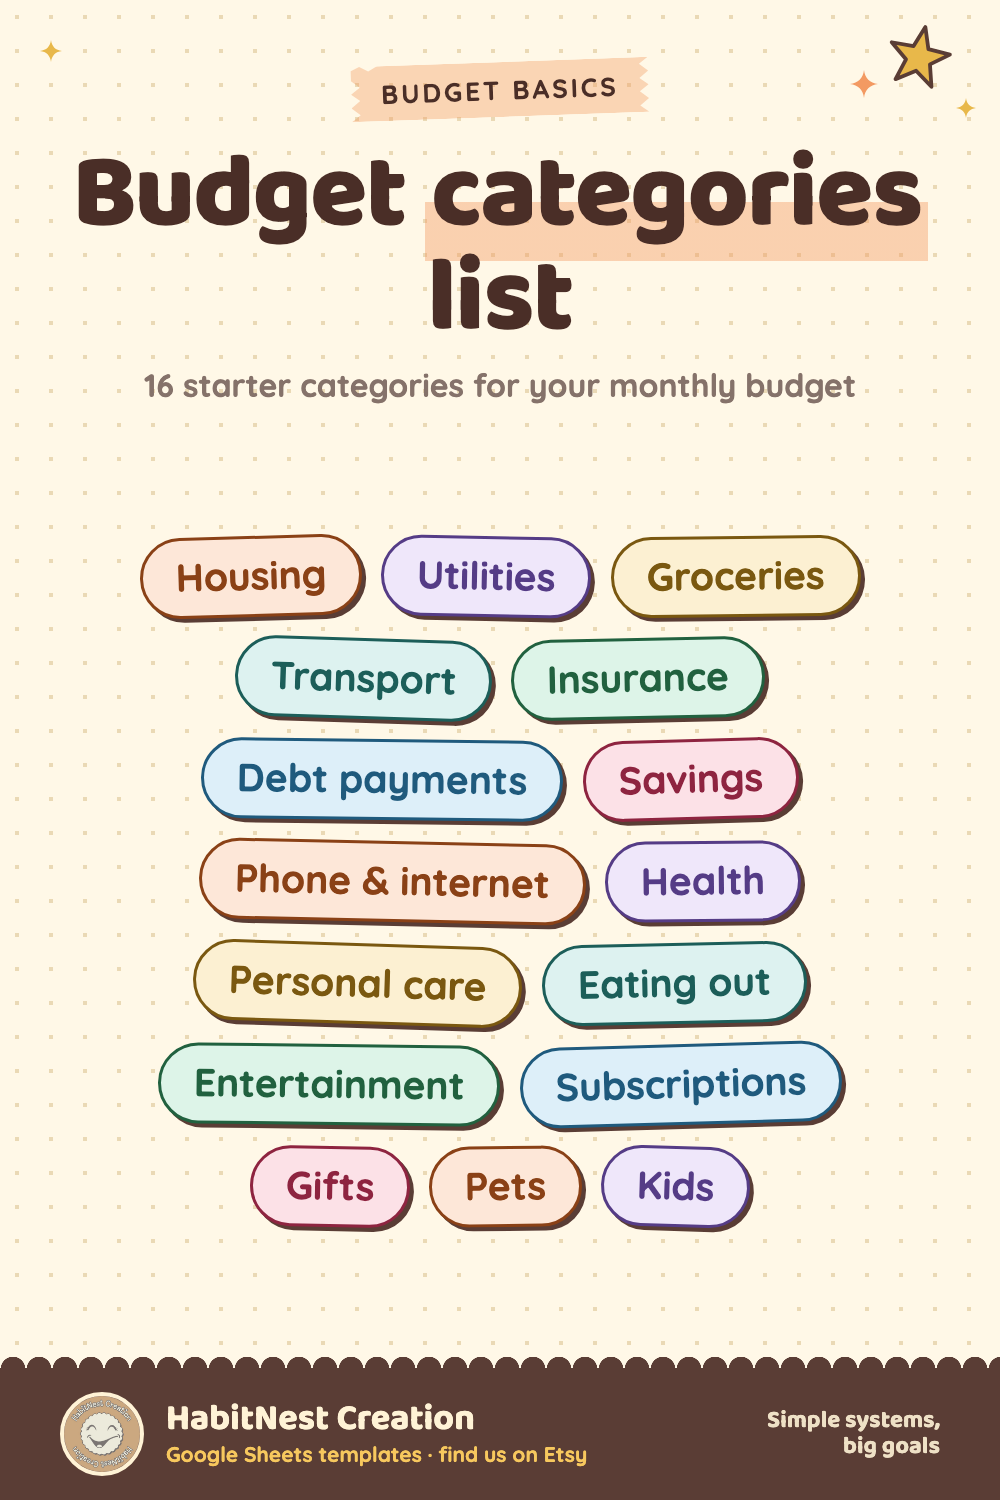 BUDGET BASICS
Budget categories
list
16 starter categories for your monthly budget
Housing Utilities Groceries
Transport Insurance
Debt payments Savings
Phone & internet Health
Personal care Eating out
Entertainment Subscriptions
Gifts Pets Kids
HabitNest Creation
HabitNest Creation
Google Sheets templates · find us on Etsy
Simple systems,
big goals